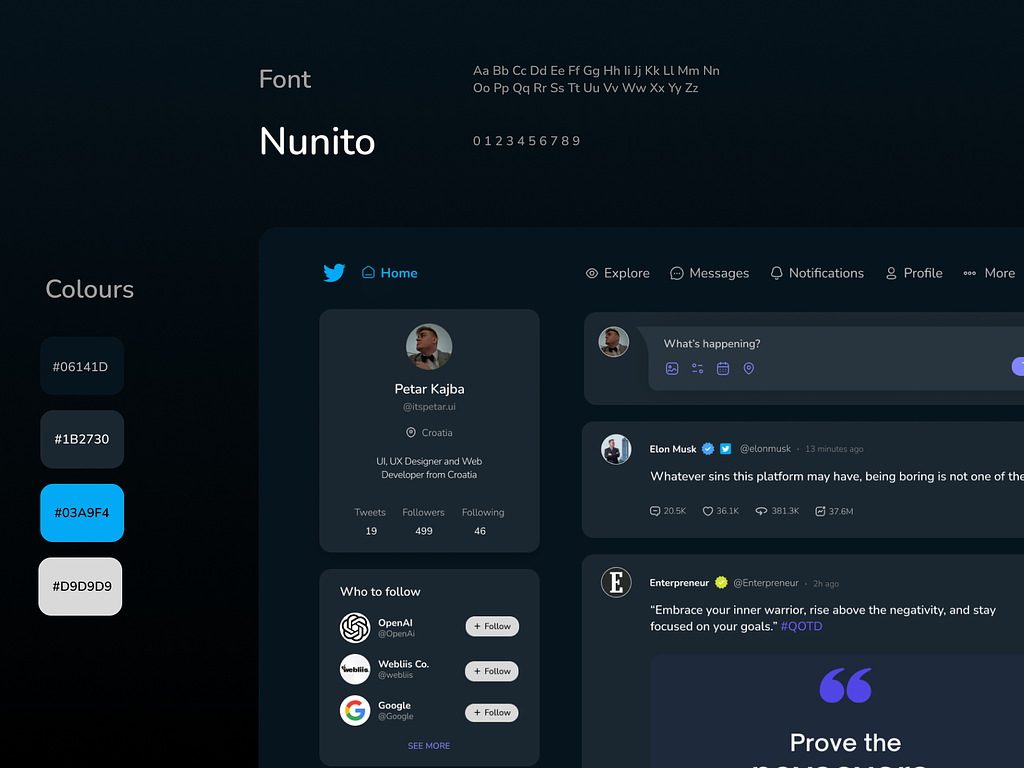 Font
Aa Bb Cc Dd Ee Ff Gg Hh Ii Jj Kk Ll Mm Nn
Oo Pp Qq Rr Ss Tt Uu Vv Ww Xx Yy Zz
Nunito
0 1 2 3 4 5 6 7 8 9
Colours
#06141D
#1B2730
#03A9F4
#D9D9D9
Home
Explore
Messages
Notifications
Profile
More
Petar Kajba
@itspetar.ui
Croatia
UI, UX Designer and Web
Developer from Croatia
Tweets Followers Following
19 499 46
Who to follow
OpenAI
@OpenAi
+ Follow
Webliis Co.
@webliis
+ Follow
webliis
Google
@Google
+ Follow
SEE MORE
What's happening?
Elon Musk @elonmusk · 13 minutes ago
Whatever sins this platform may have, being boring is not one of the
20.5K 36.1K 381.3K 37.6M
E
Enterpreneur @Enterpreneur · 2h ago
“Embrace your inner warrior, rise above the negativity, and stay
focused on your goals.” #QOTD
“
Prove the